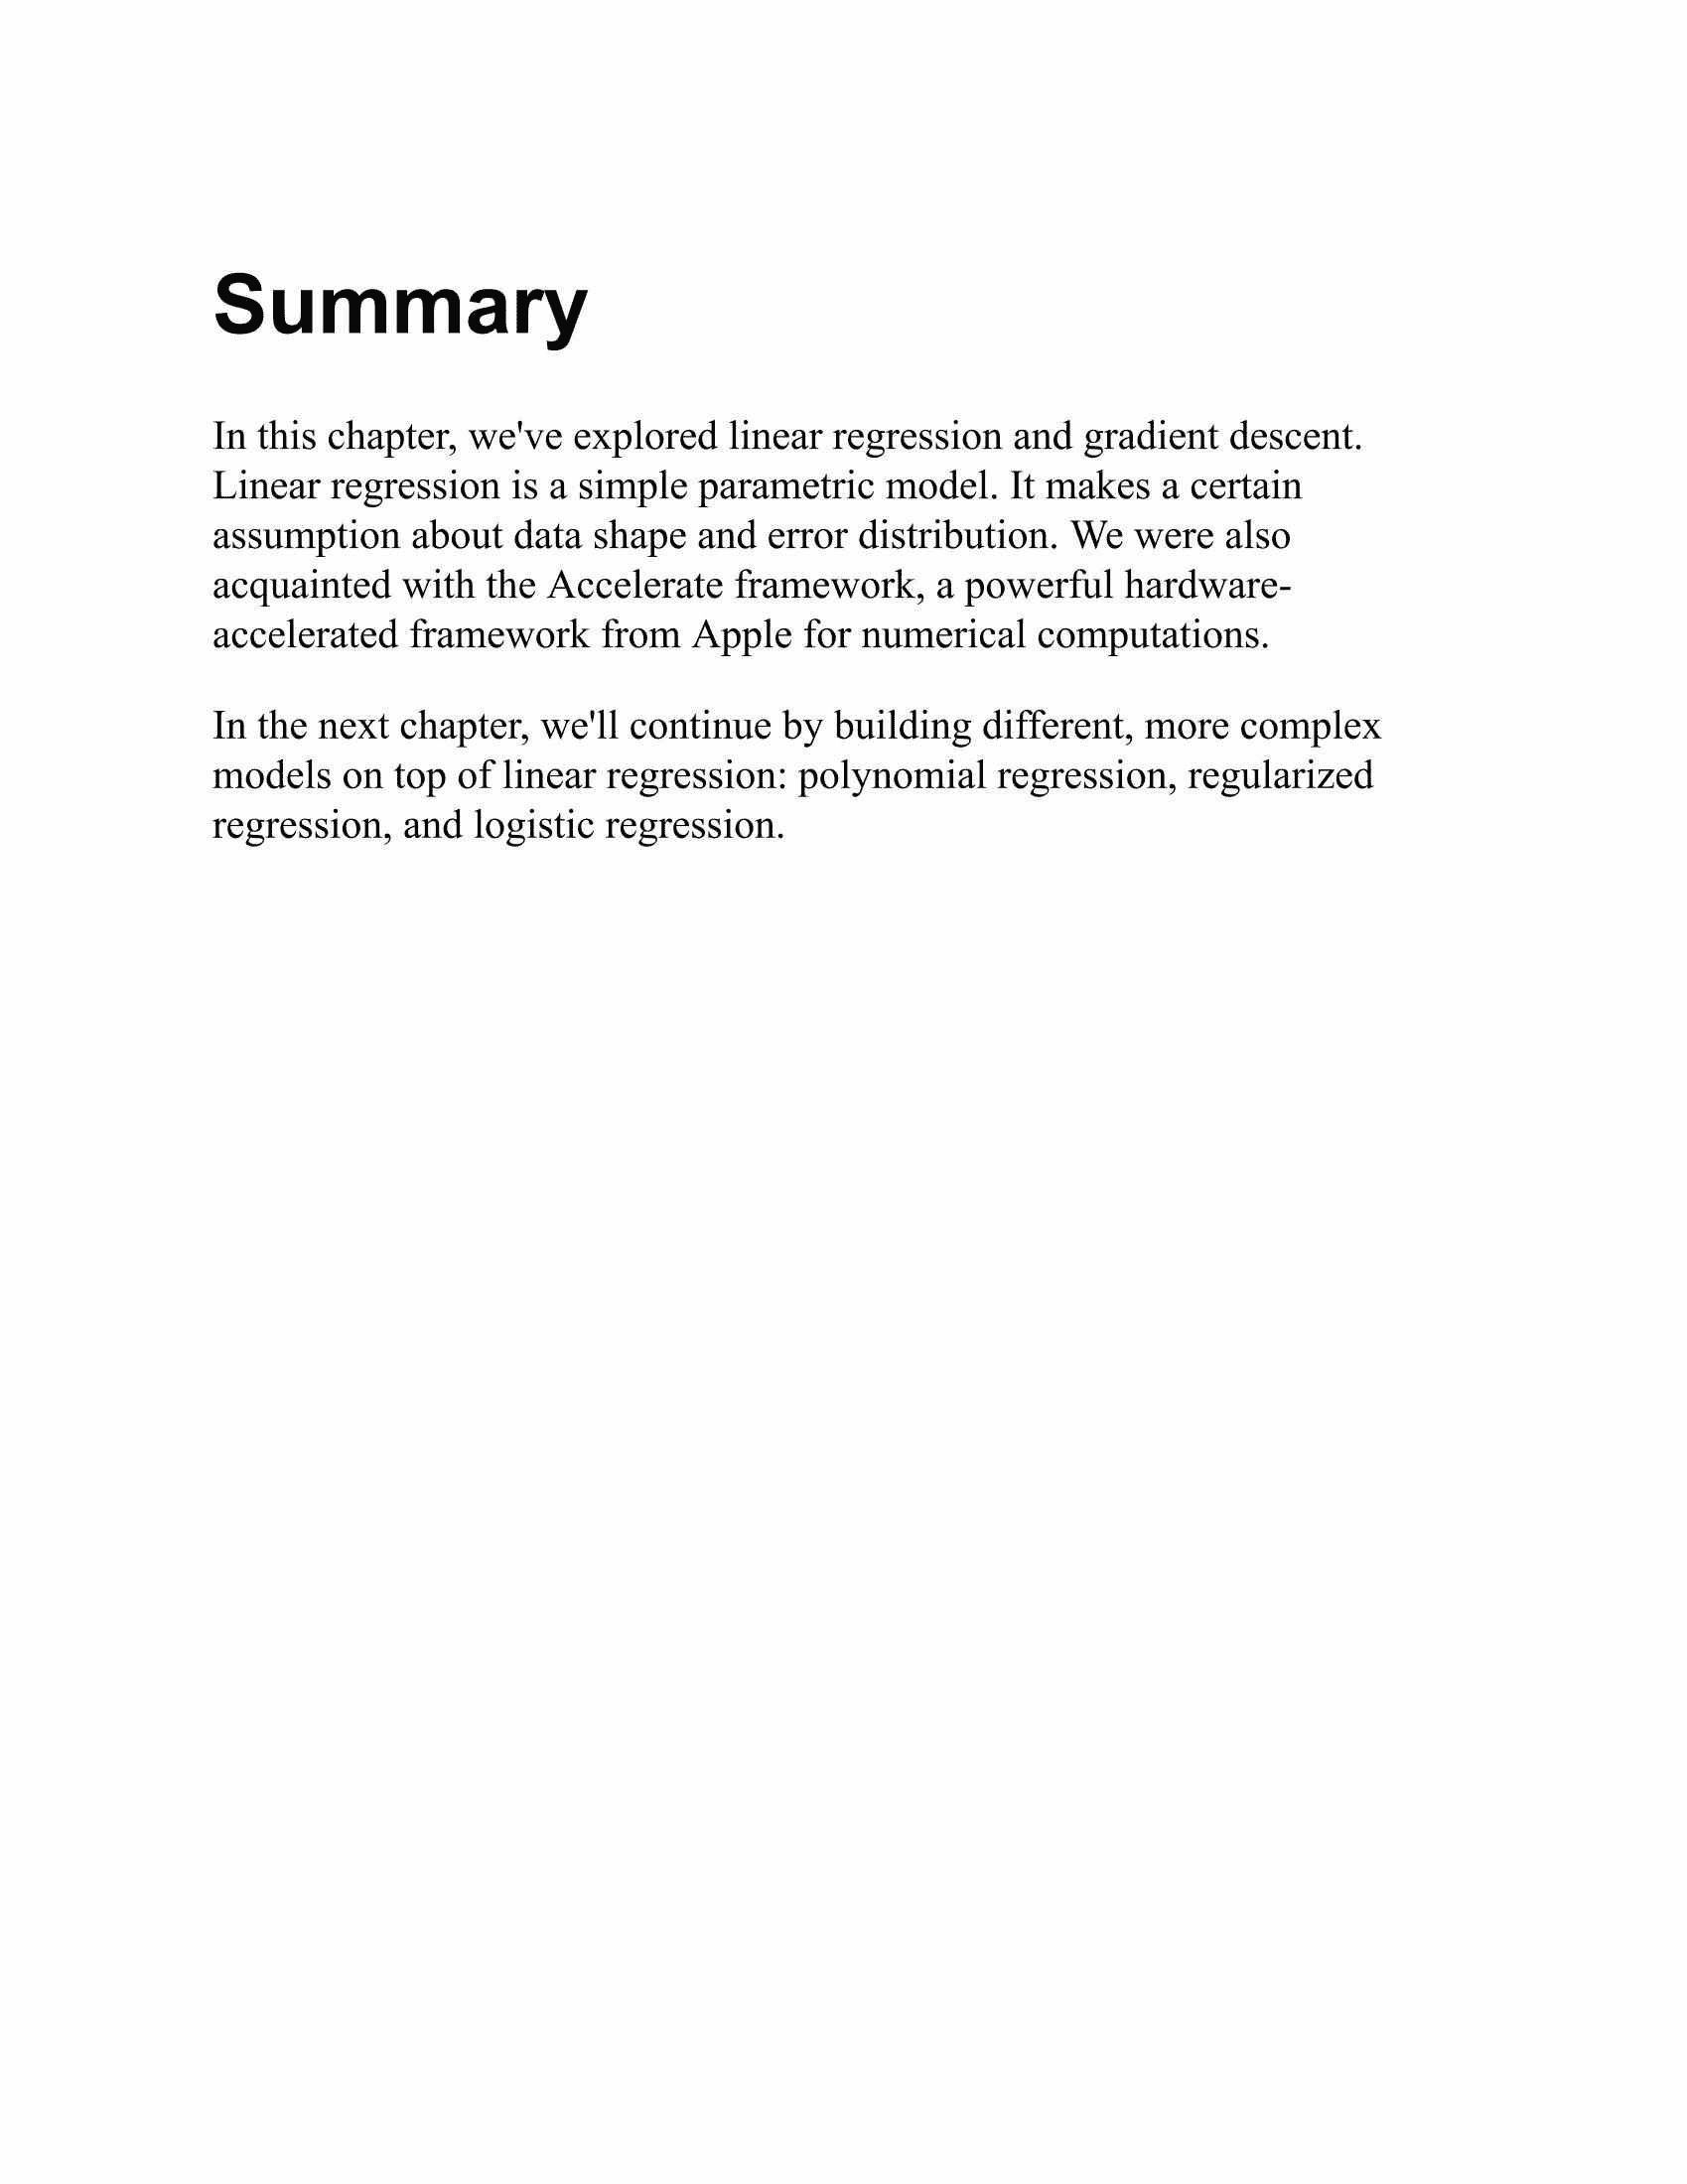 Summary
In this chapter, we've explored linear regression and gradient descent.
Linear regression is a simple parametric model. It makes a certain
assumption about data shape and error distribution. We were also
acquainted with the Accelerate framework, a powerful hardware-
accelerated framework from Apple for numerical computations.
In the next chapter, we'll continue by building different, more complex
models on top of linear regression: polynomial regression, regularized
regression, and logistic regression.